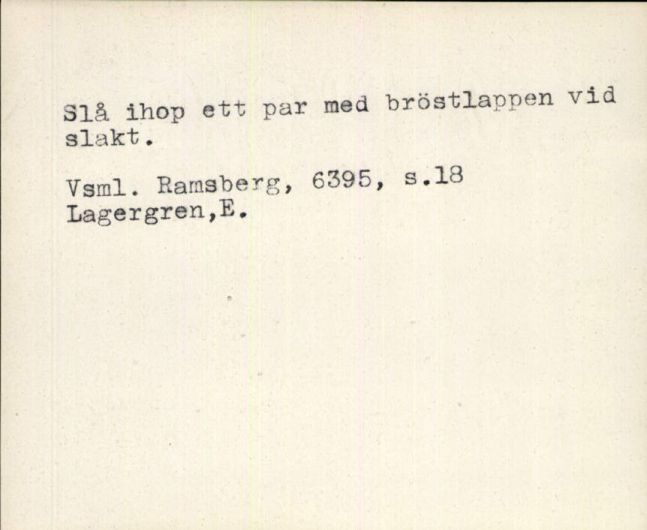 Slå ihop ett par med bröstlappen vid
slakt.
Vsml. Ramsberg, 6395, s.18
Lagergren,E.